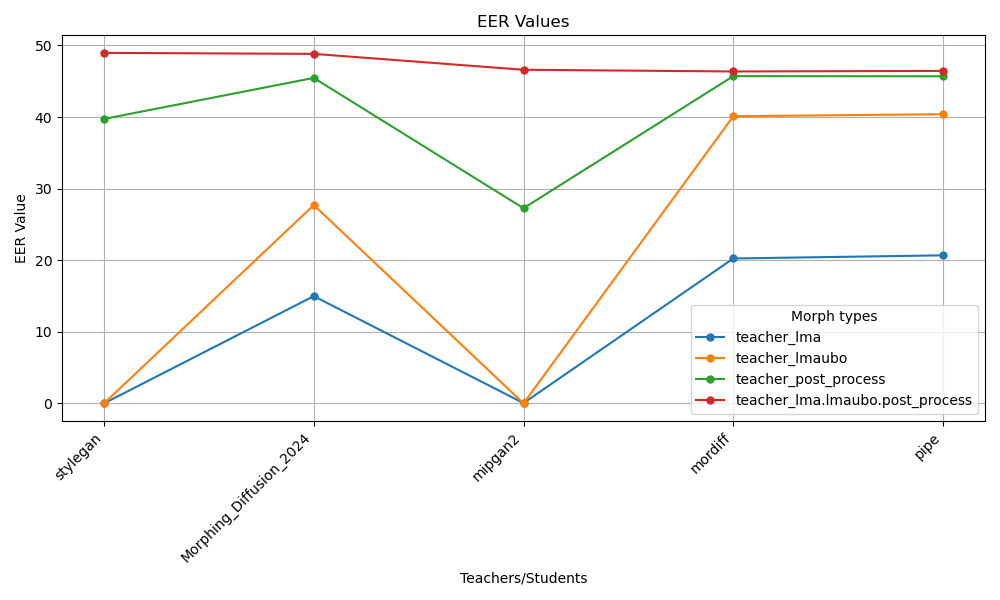 EER Values
EER Value
50
40
30
20
10
0
stylegan
Morphing_Diffusion_2024
mipgan2
mordiff
pipe
Teachers/Students
Morph types
teacher_lma
teacher_lmaubo
teacher_post_process
teacher_lma.lmaubo.post_process